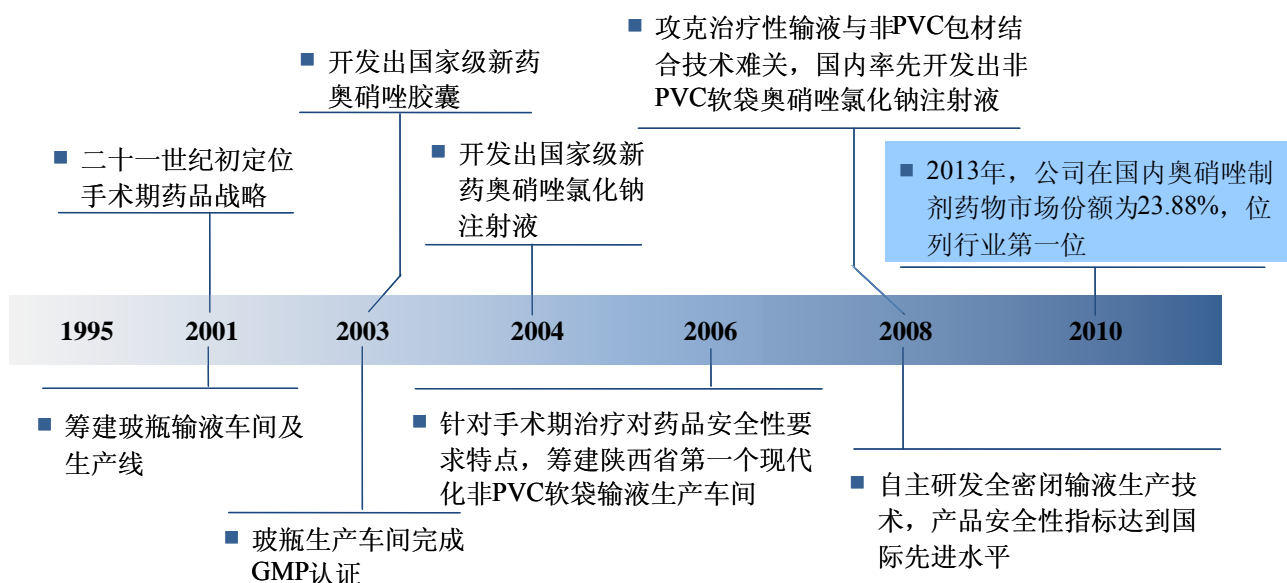 攻克治疗性输液与非PVC包材结
合技术难关，国内率先开发出非
PVC软袋奥硝唑氯化钠注射液
开发出国家级新药
奥硝唑胶囊
二十一世纪初定位
手术期药品战略
开发出国家级新
药奥硝唑氯化钠
注射液
2013年，公司在国内奥硝唑制
剂药物市场份额为23.88%，位
列行业第一位
1995 2001 2003 2004 2006 2008 2010
筹建玻瓶输液车间及
生产线
针对手术期治疗对药品安全性要
求特点，筹建陕西省第一个现代
化非PVC软袋输液生产车间
自主研发全密闭输液生产技
术，产品安全性指标达到国
际先进水平
玻瓶生产车间完成
GMP认证